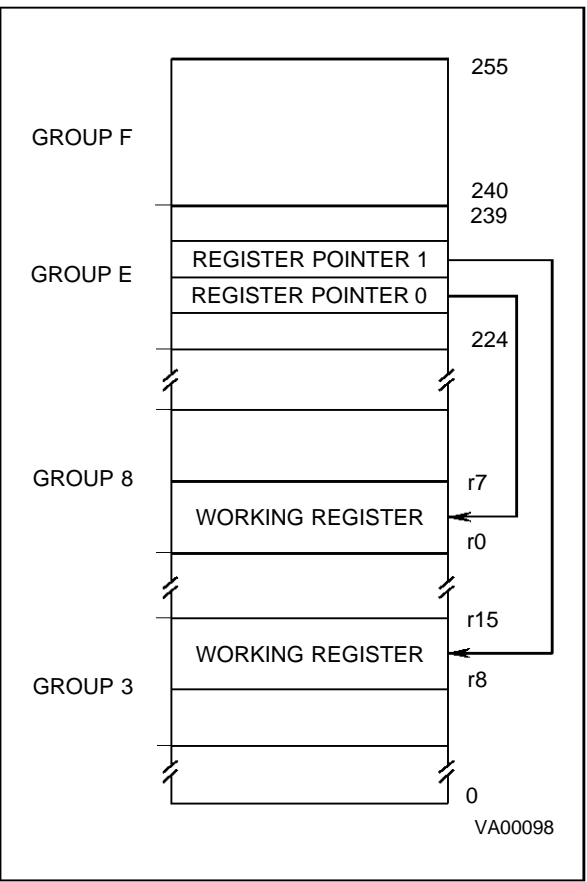 255
GROUP F
240
239
REGISTER POINTER 1
GROUP E
REGISTER POINTER 0
224
GROUP 8
r7
WORKING REGISTER
r0
r15
WORKING REGISTER
r8
GROUP 3
0
VA00098